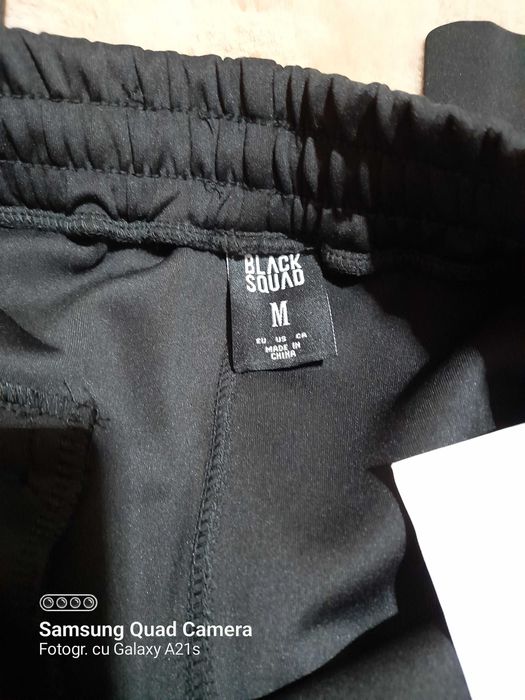 BLACK
SQUAD
M
EU US CA
MADE IN
CHINA
Samsung Quad Camera
Fotogr. cu Galaxy A21s